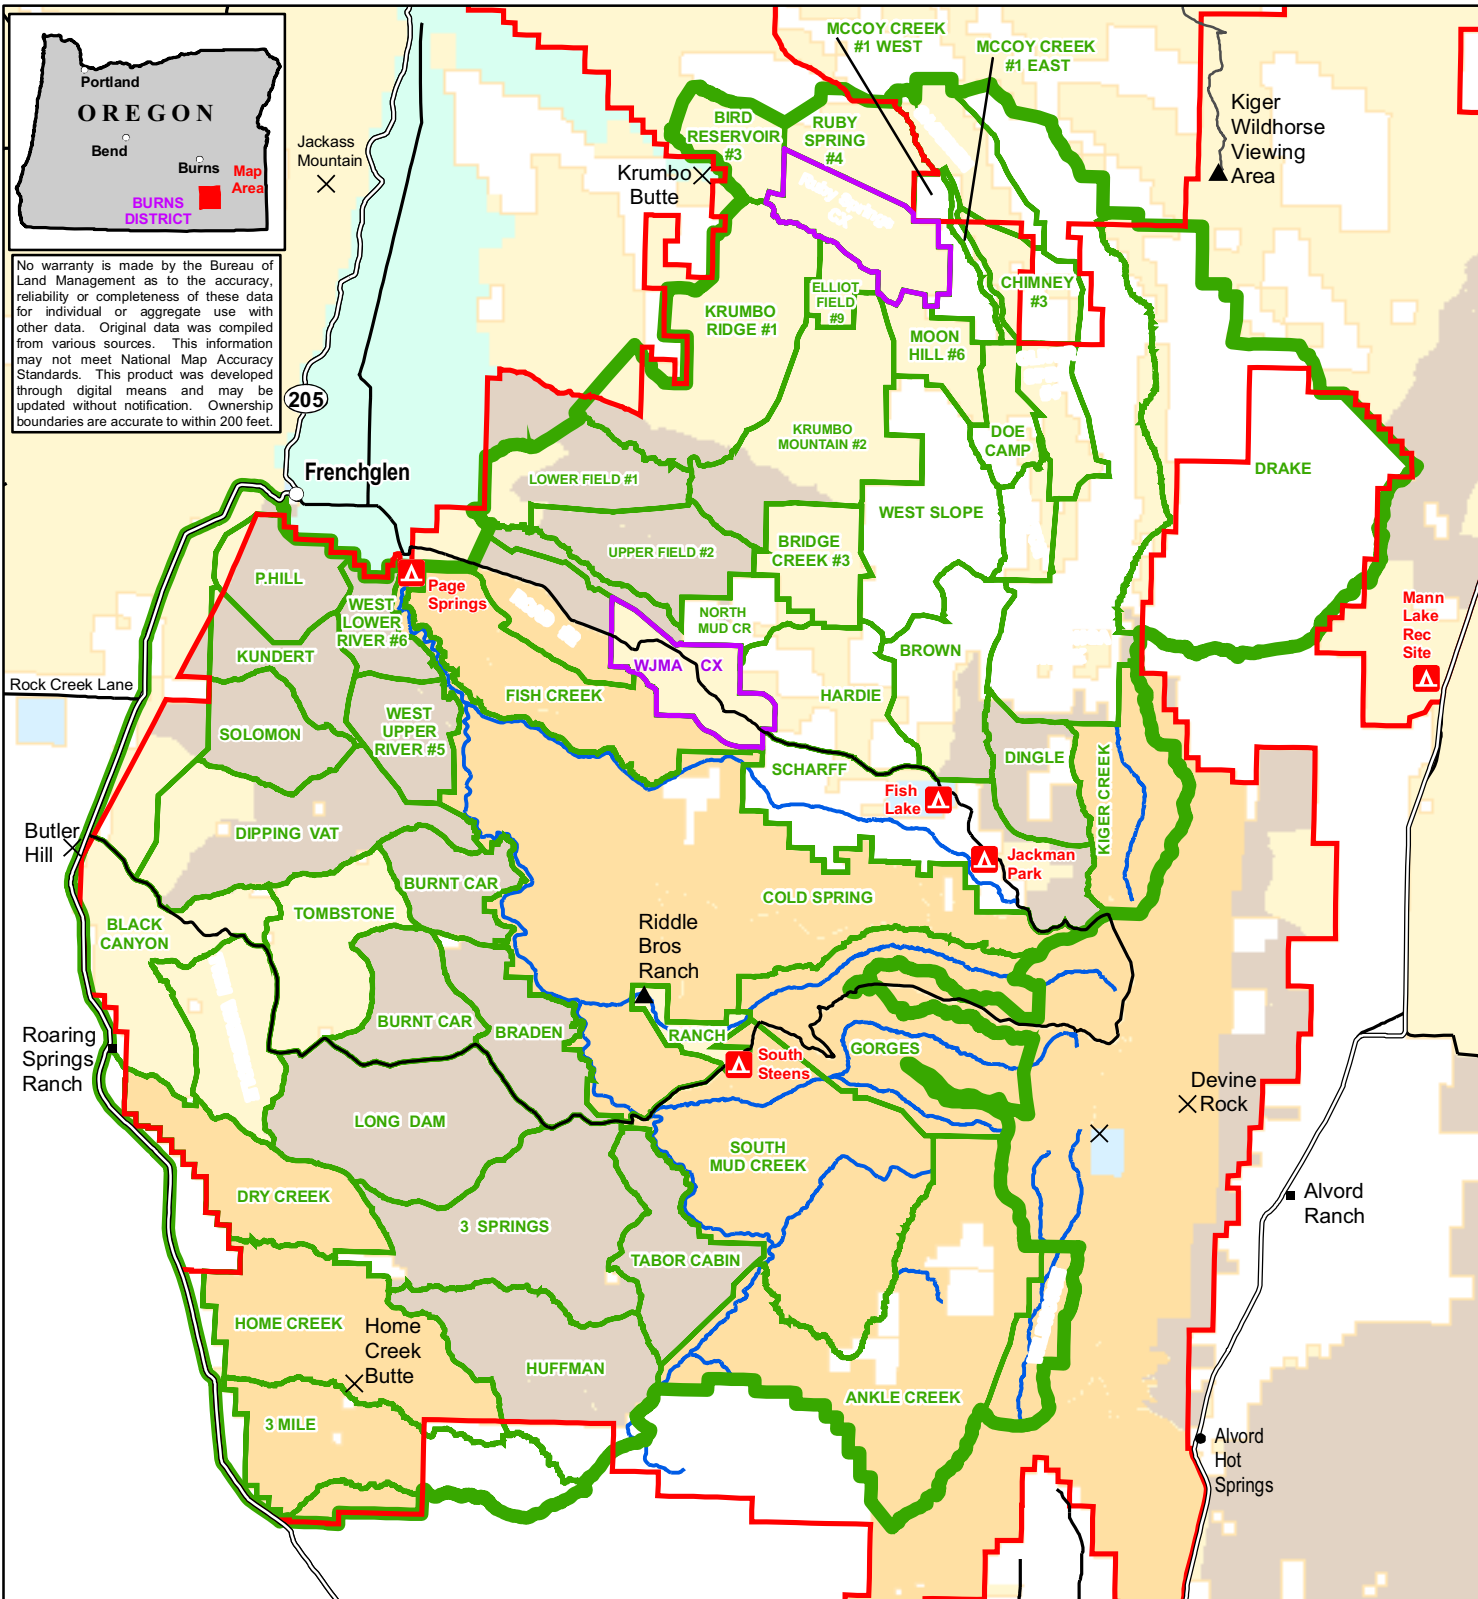 Portland
OREGON
Bend
Burns
Map
Area
BURNS
DISTRICT
No warranty is made by the Bureau of
Land Management as to the accuracy,
reliability or completeness of these data
for individual or aggregate use with
other data. Original data was compiled
from various sources. This information
may not meet National Map Accuracy
Standards. This product was developed
through digital means and may be
updated without notification. Ownership
boundaries are accurate to within 200 feet.
Jackass
Mountain
205
Frenchglen
MCCOY CREEK
#1 WEST
MCCOY CREEK
#1 EAST
BIRD
RESERVOIR
#3
RUBY
SPRING
#4
Krumbo
Butte
Kiger
Wildhorse
Viewing
Area
Ruby Springs
CX
KRUMBO
RIDGE #1
ELLIOT
FIELD
#9
CHIMNEY
#3
MOON
HILL #6
KRUMBO
MOUNTAIN #2
DOE
CAMP
DRAKE
LOWER FIELD #1
WEST SLOPE
UPPER FIELD #2
BRIDGE
CREEK #3
P.HILL
Page
Springs
WEST
LOWER
RIVER #6
NORTH
MUD CR
Mann
Lake
Rec
Site
KUNDERT
BROWN
WJMA CX
Rock Creek Lane
FISH CREEK
HARDIE
SOLOMON
WEST
UPPER
RIVER #5
SCHARFF
DINGLE
KIGER CREEK
Fish
Lake
Butler
Hill
DIPPING VAT
Jackman
Park
BURNT CAR
COLD SPRING
TOMBSTONE
BLACK
CANYON
Riddle
Bros
Ranch
BURNT CAR
BRADEN
RANCH
Roaring
Springs
Ranch
South
Steens
GORGES
Devine
Rock
LONG DAM
SOUTH
MUD CREEK
DRY CREEK
3 SPRINGS
Alvord
Ranch
TABOR CABIN
HOME CREEK
Home
Creek
Butte
HUFFMAN
ANKLE CREEK
3 MILE
Alvord
Hot
Springs